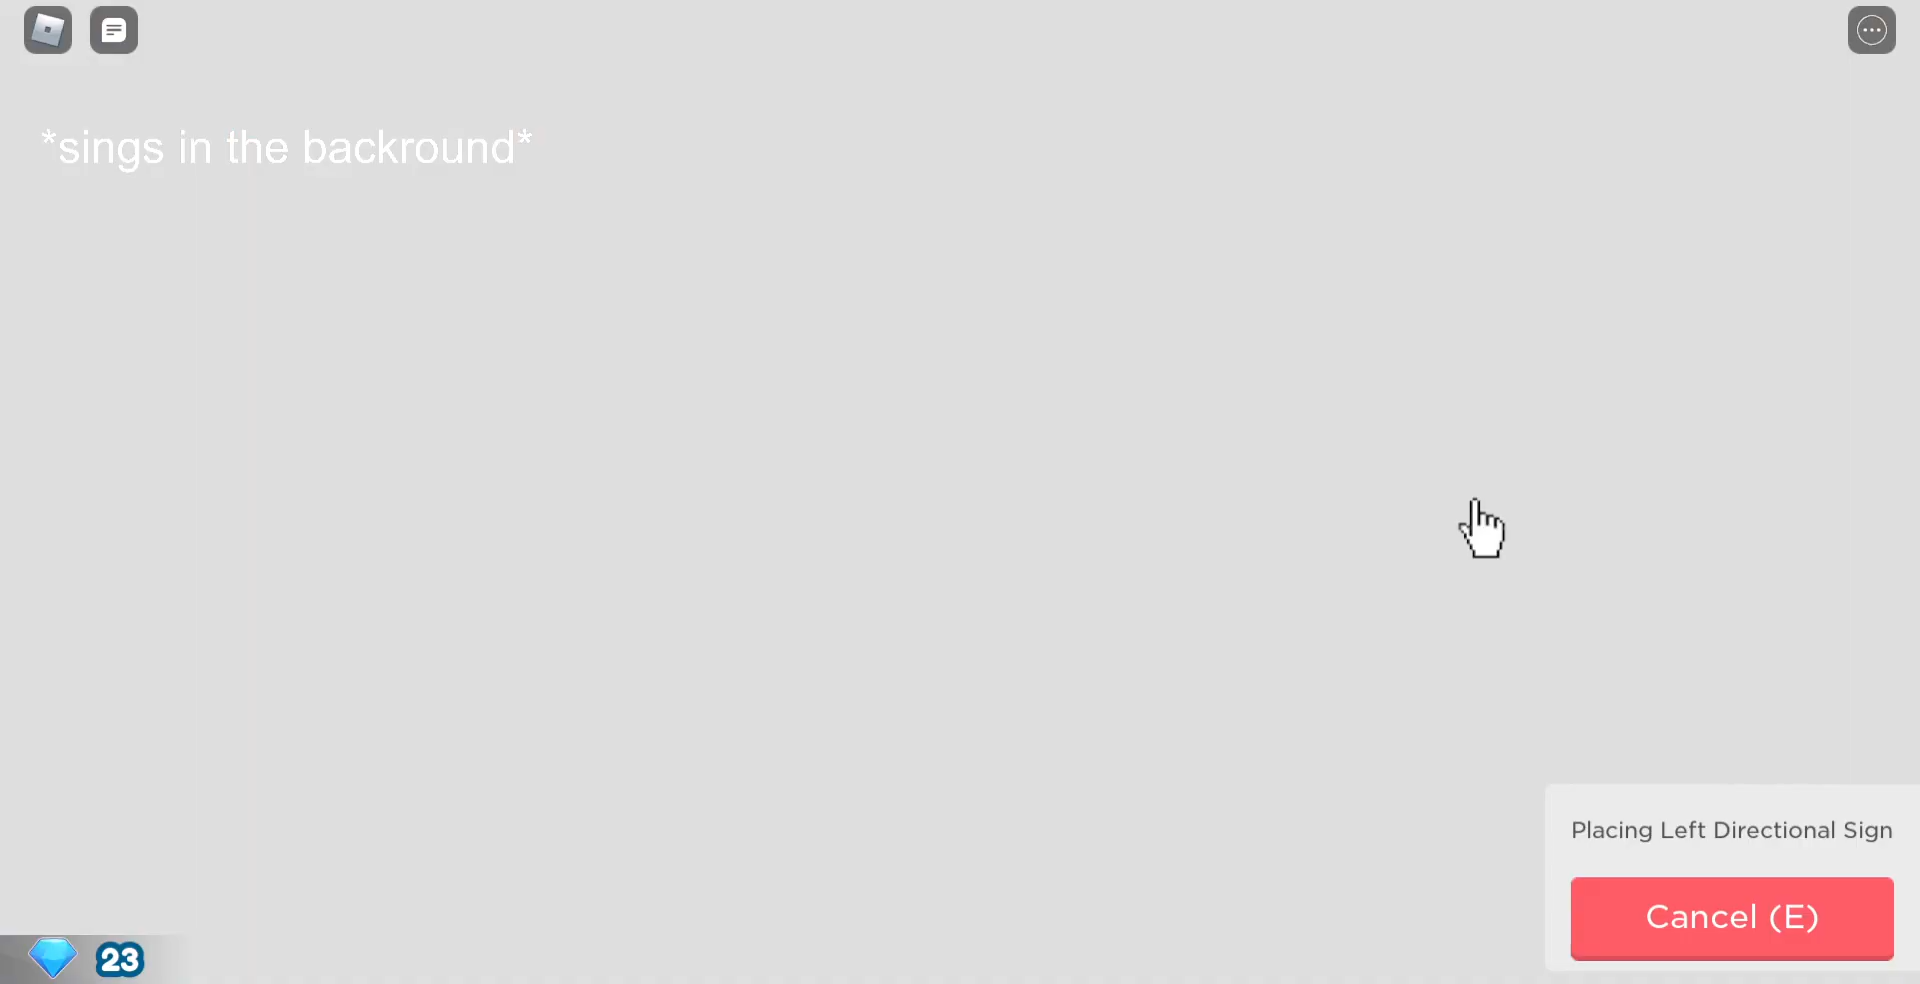 *sings in the backround*
Placing Left Directional Sign
Cancel (E)
23